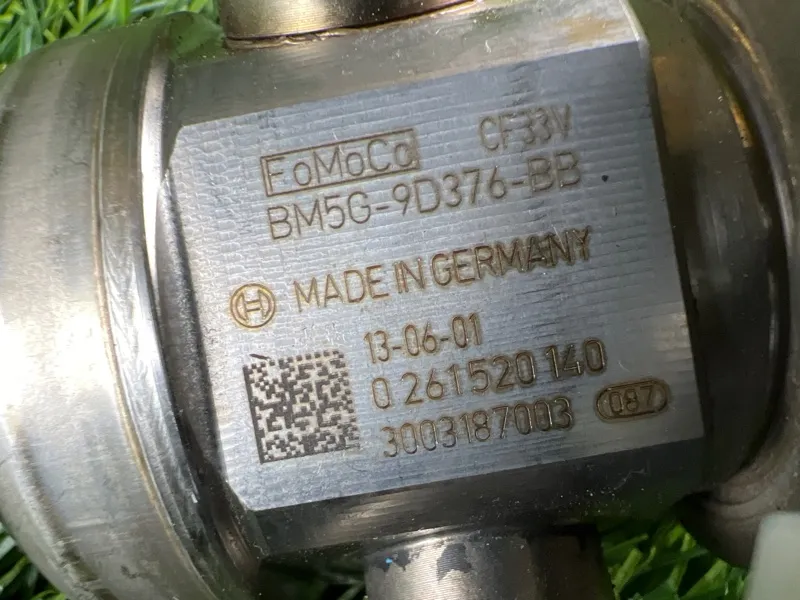 FoMoCo CF33V
BM5G-9D376-BB
MADE IN GERMANY
13-06-01
0 261 520 140
3003187003 087